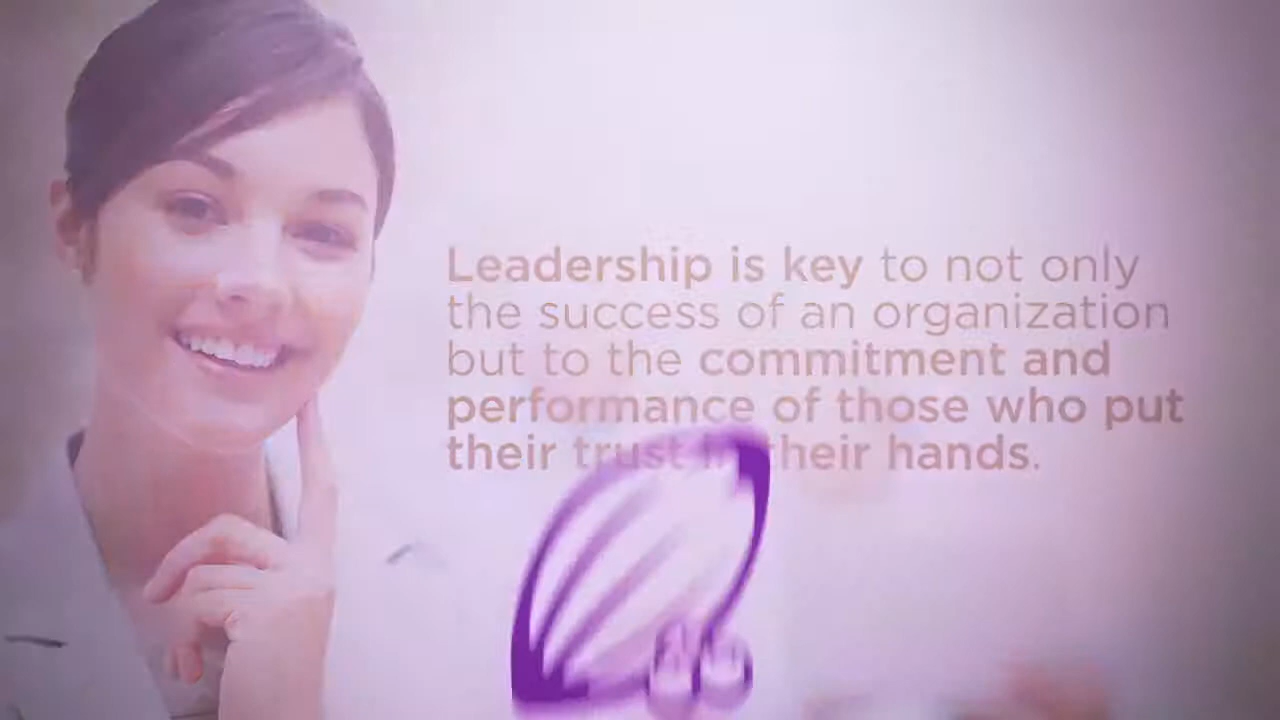 Leadership is key to not only
the success of an organization
but to the commitment and
performance of those who put
their trust in their hands.